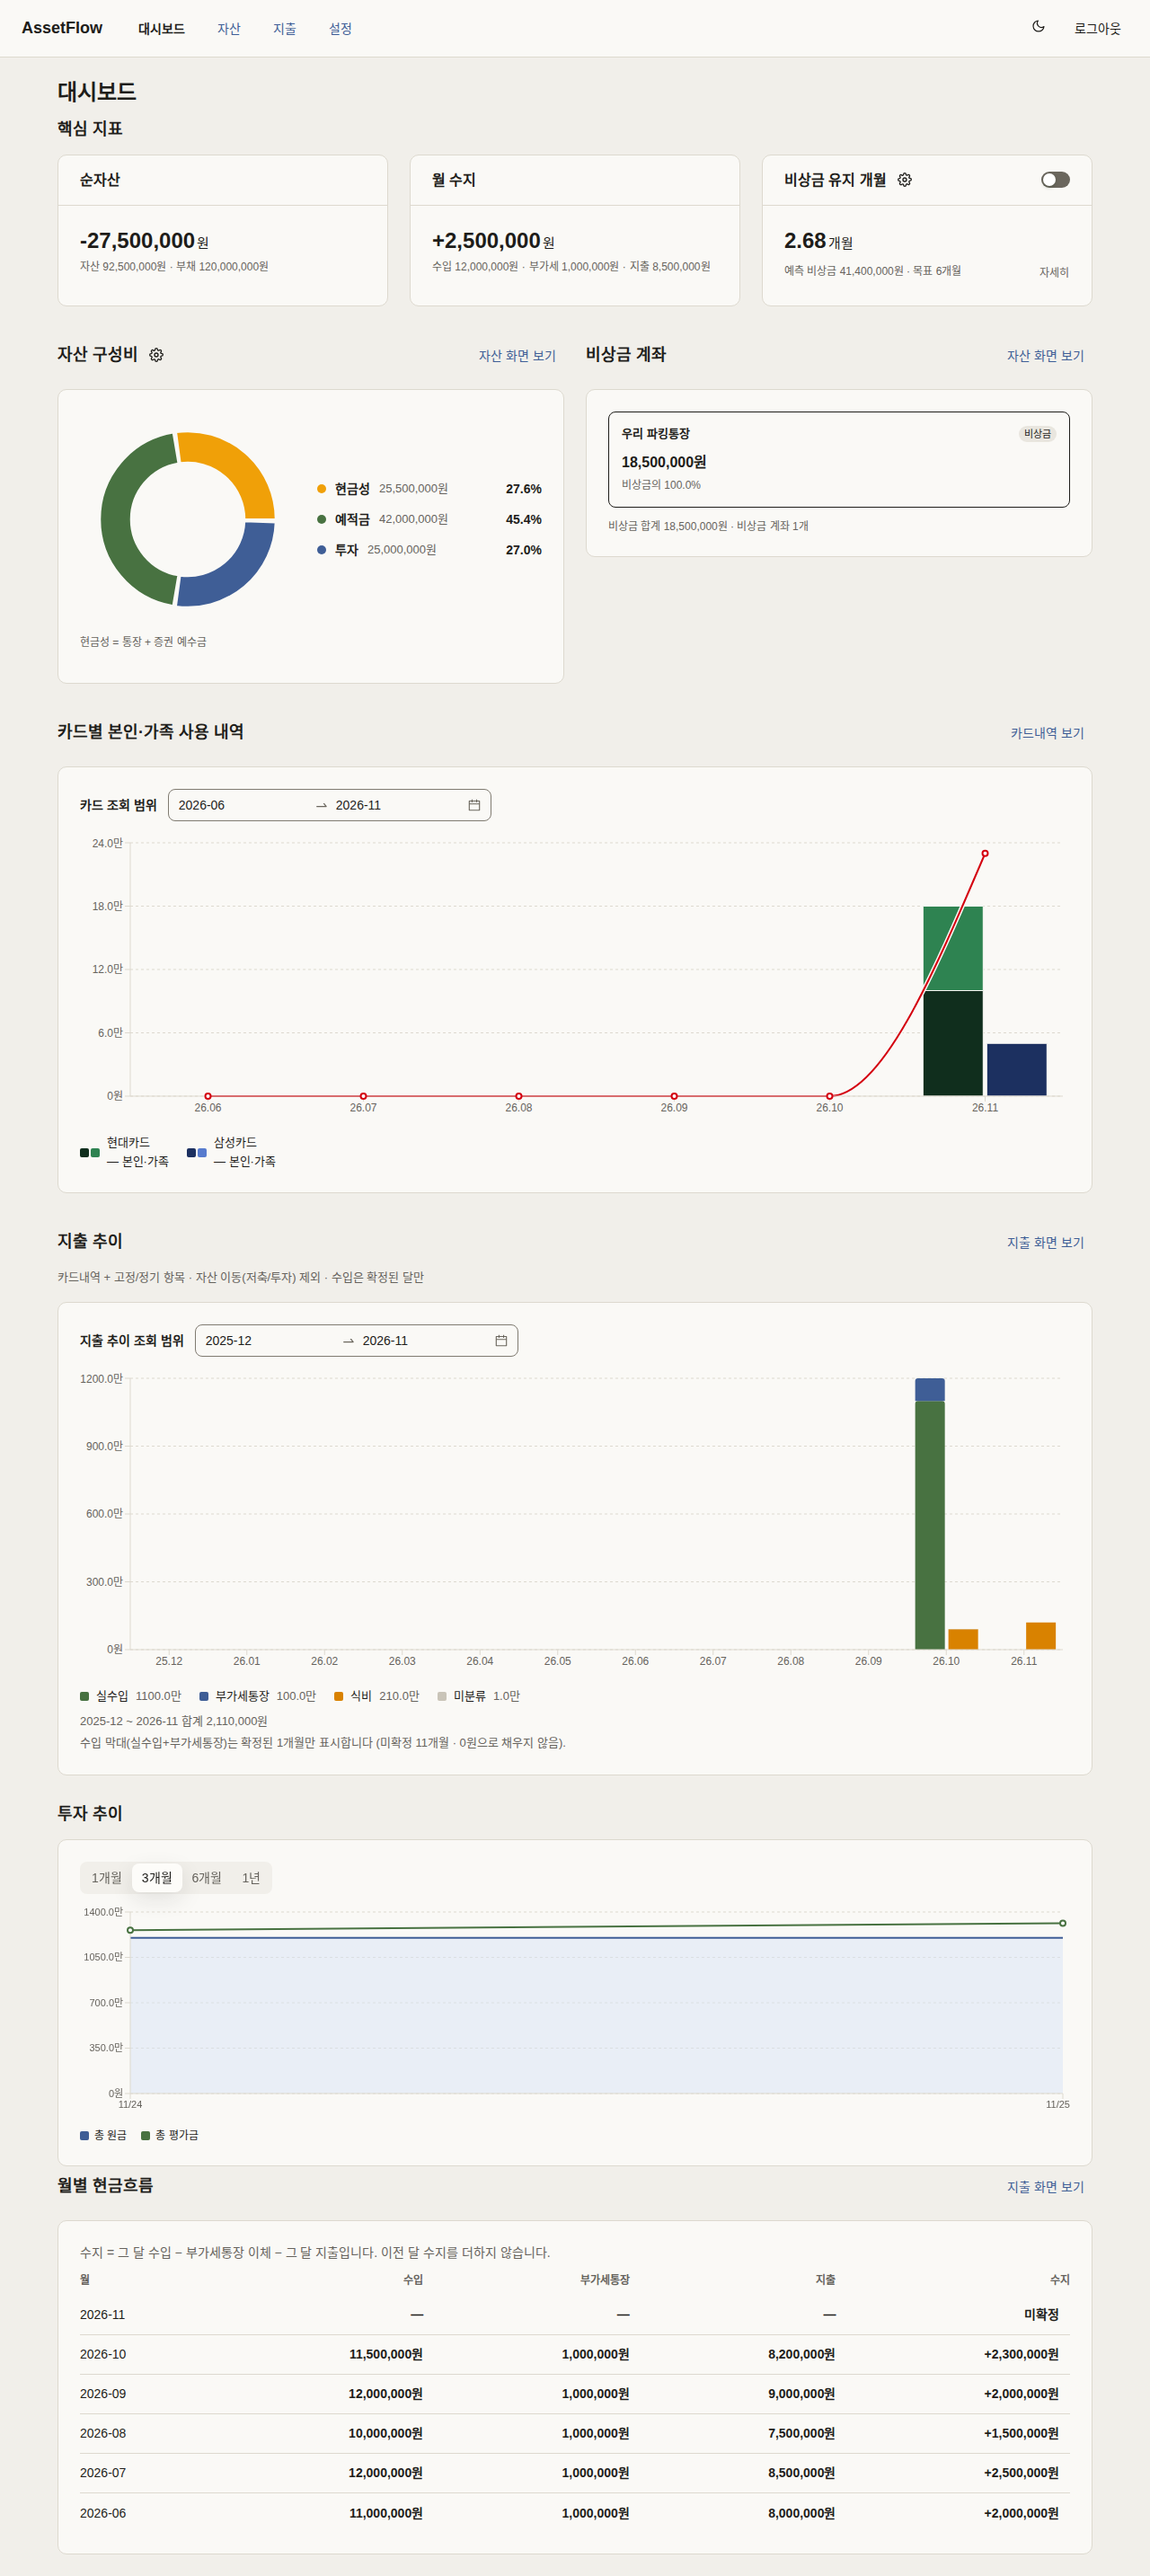 AssetFlow 대시보드 자산 지출 설정 로그아웃
대시보드
핵심 지표
순자산
-27,500,000원
자산 92,500,000원 · 부채 120,000,000원
월 수지
+2,500,000원
수입 12,000,000원 · 부가세 1,000,000원 · 지출 8,500,000원
비상금 유지 개월
2.68개월
예측 비상금 41,400,000원 · 목표 6개월 자세히
자산 구성비 자산 화면 보기
현금성 25,500,000원 27.6%
예적금 42,000,000원 45.4%
투자 25,000,000원 27.0%
현금성 = 통장 + 증권 예수금
비상금 계좌 자산 화면 보기
우리 파킹통장 비상금
18,500,000원
비상금의 100.0%
비상금 합계 18,500,000원 · 비상금 계좌 1개
카드별 본인·가족 사용 내역 카드내역 보기
카드 조회 범위 2026-06 → 2026-11
24.0만
18.0만
12.0만
6.0만
0원
26.06 26.07 26.08 26.09 26.10 26.11
현대카드
— 본인·가족
삼성카드
— 본인·가족
지출 추이 지출 화면 보기
카드내역 + 고정/정기 항목 · 자산 이동(저축/투자) 제외 · 수입은 확정된 달만
지출 추이 조회 범위 2025-12 → 2026-11
1200.0만
900.0만
600.0만
300.0만
0원
25.12 26.01 26.02 26.03 26.04 26.05 26.06 26.07 26.08 26.09 26.10 26.11
실수입 1100.0만 부가세통장 100.0만 식비 210.0만 미분류 1.0만
2025-12 ~ 2026-11 합계 2,110,000원
수입 막대(실수입+부가세통장)는 확정된 1개월만 표시합니다 (미확정 11개월 · 0원으로 채우지 않음).
투자 추이
1개월 3개월 6개월 1년
1400.0만
1050.0만
700.0만
350.0만
0원
11/24 11/25
총 원금 총 평가금
월별 현금흐름 지출 화면 보기
수지 = 그 달 수입 − 부가세통장 이체 − 그 달 지출입니다. 이전 달 수지를 더하지 않습니다.
월 수입 부가세통장 지출 수지
2026-11 — — — 미확정
2026-10 11,500,000원 1,000,000원 8,200,000원 +2,300,000원
2026-09 12,000,000원 1,000,000원 9,000,000원 +2,000,000원
2026-08 10,000,000원 1,000,000원 7,500,000원 +1,500,000원
2026-07 12,000,000원 1,000,000원 8,500,000원 +2,500,000원
2026-06 11,000,000원 1,000,000원 8,000,000원 +2,000,000원